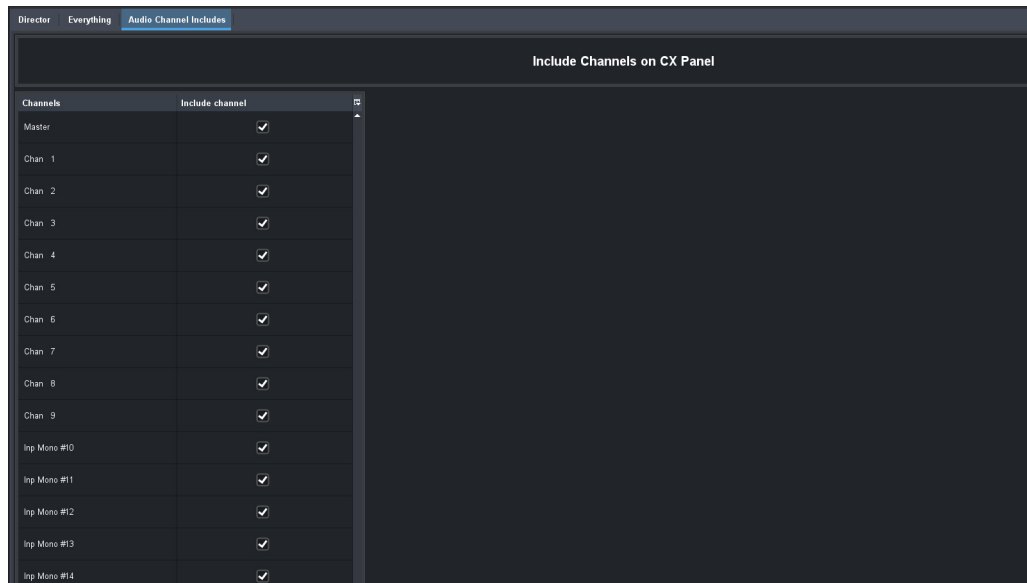 Director Everything Audio Channel Includes
Include Channels on CX Panel
Channels Include channel
Master
Chan 1
Chan 2
Chan 3
Chan 4
Chan 5
Chan 6
Chan 7
Chan 8
Chan 9
Inp Mono #10
Inp Mono #11
Inp Mono #12
Inp Mono #13
Inp Mono #14